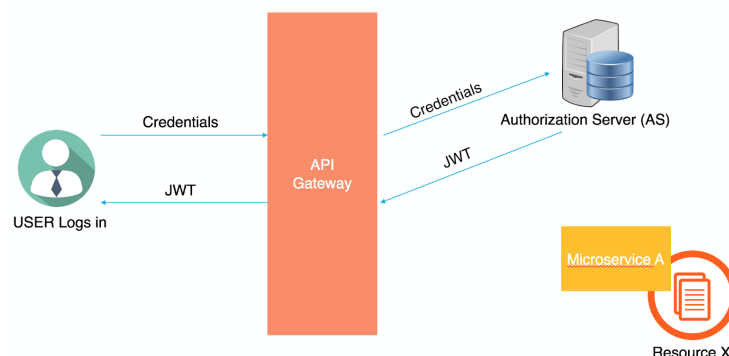 Credentials
Credentials
Authorization Server (AS)
API
Gateway
JWT
JWT
USER Logs in
Microservice A
Resource X